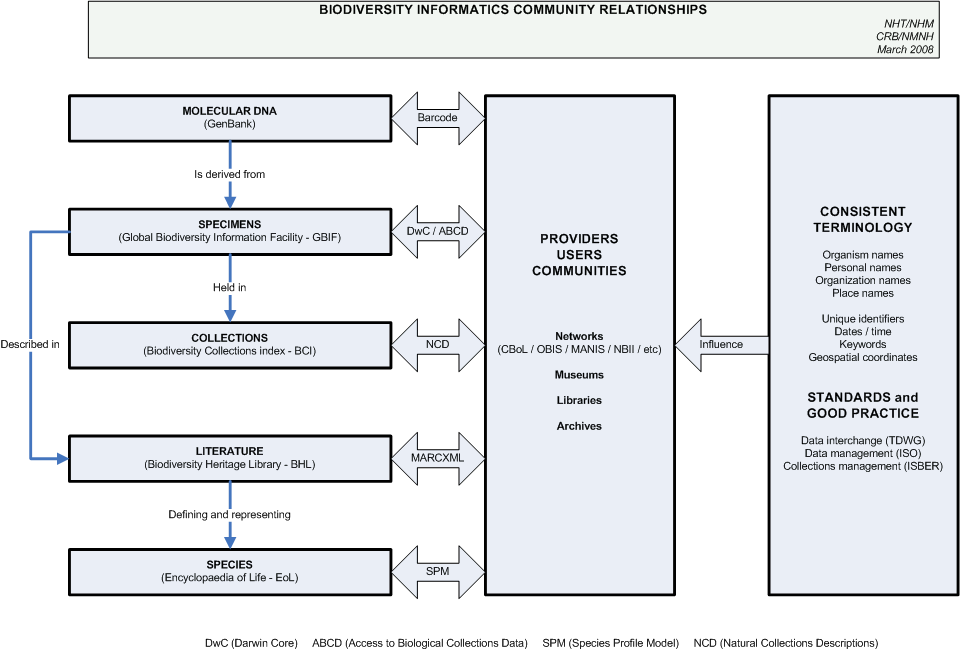 BIODIVERSITY INFORMATICS COMMUNITY RELATIONSHIPS
NHT/NHM
CRB/NMNH
March 2008
MOLECULAR DNA
(GenBank)
Barcode
Is derived from
SPECIMENS
(Global Biodiversity Information Facility - GBIF)
DwC / ABCD
Held in
Described in
COLLECTIONS
(Biodiversity Collections index - BCI)
NCD
LITERATURE
(Biodiversity Heritage Library - BHL)
MARCXML
Defining and representing
SPECIES
(Encyclopaedia of Life - EoL)
SPM
PROVIDERS
USERS
COMMUNITIES
Networks
(CBoL / OBIS / MANIS / NBII / etc)
Museums
Libraries
Archives
Influence
CONSISTENT
TERMINOLOGY
Organism names
Personal names
Organization names
Place names
Unique identifiers
Dates / time
Keywords
Geospatial coordinates
STANDARDS and
GOOD PRACTICE
Data interchange (TDWG)
Data management (ISO)
Collections management (ISBER)
DwC (Darwin Core) ABCD (Access to Biological Collections Data) SPM (Species Profile Model) NCD (Natural Collections Descriptions)